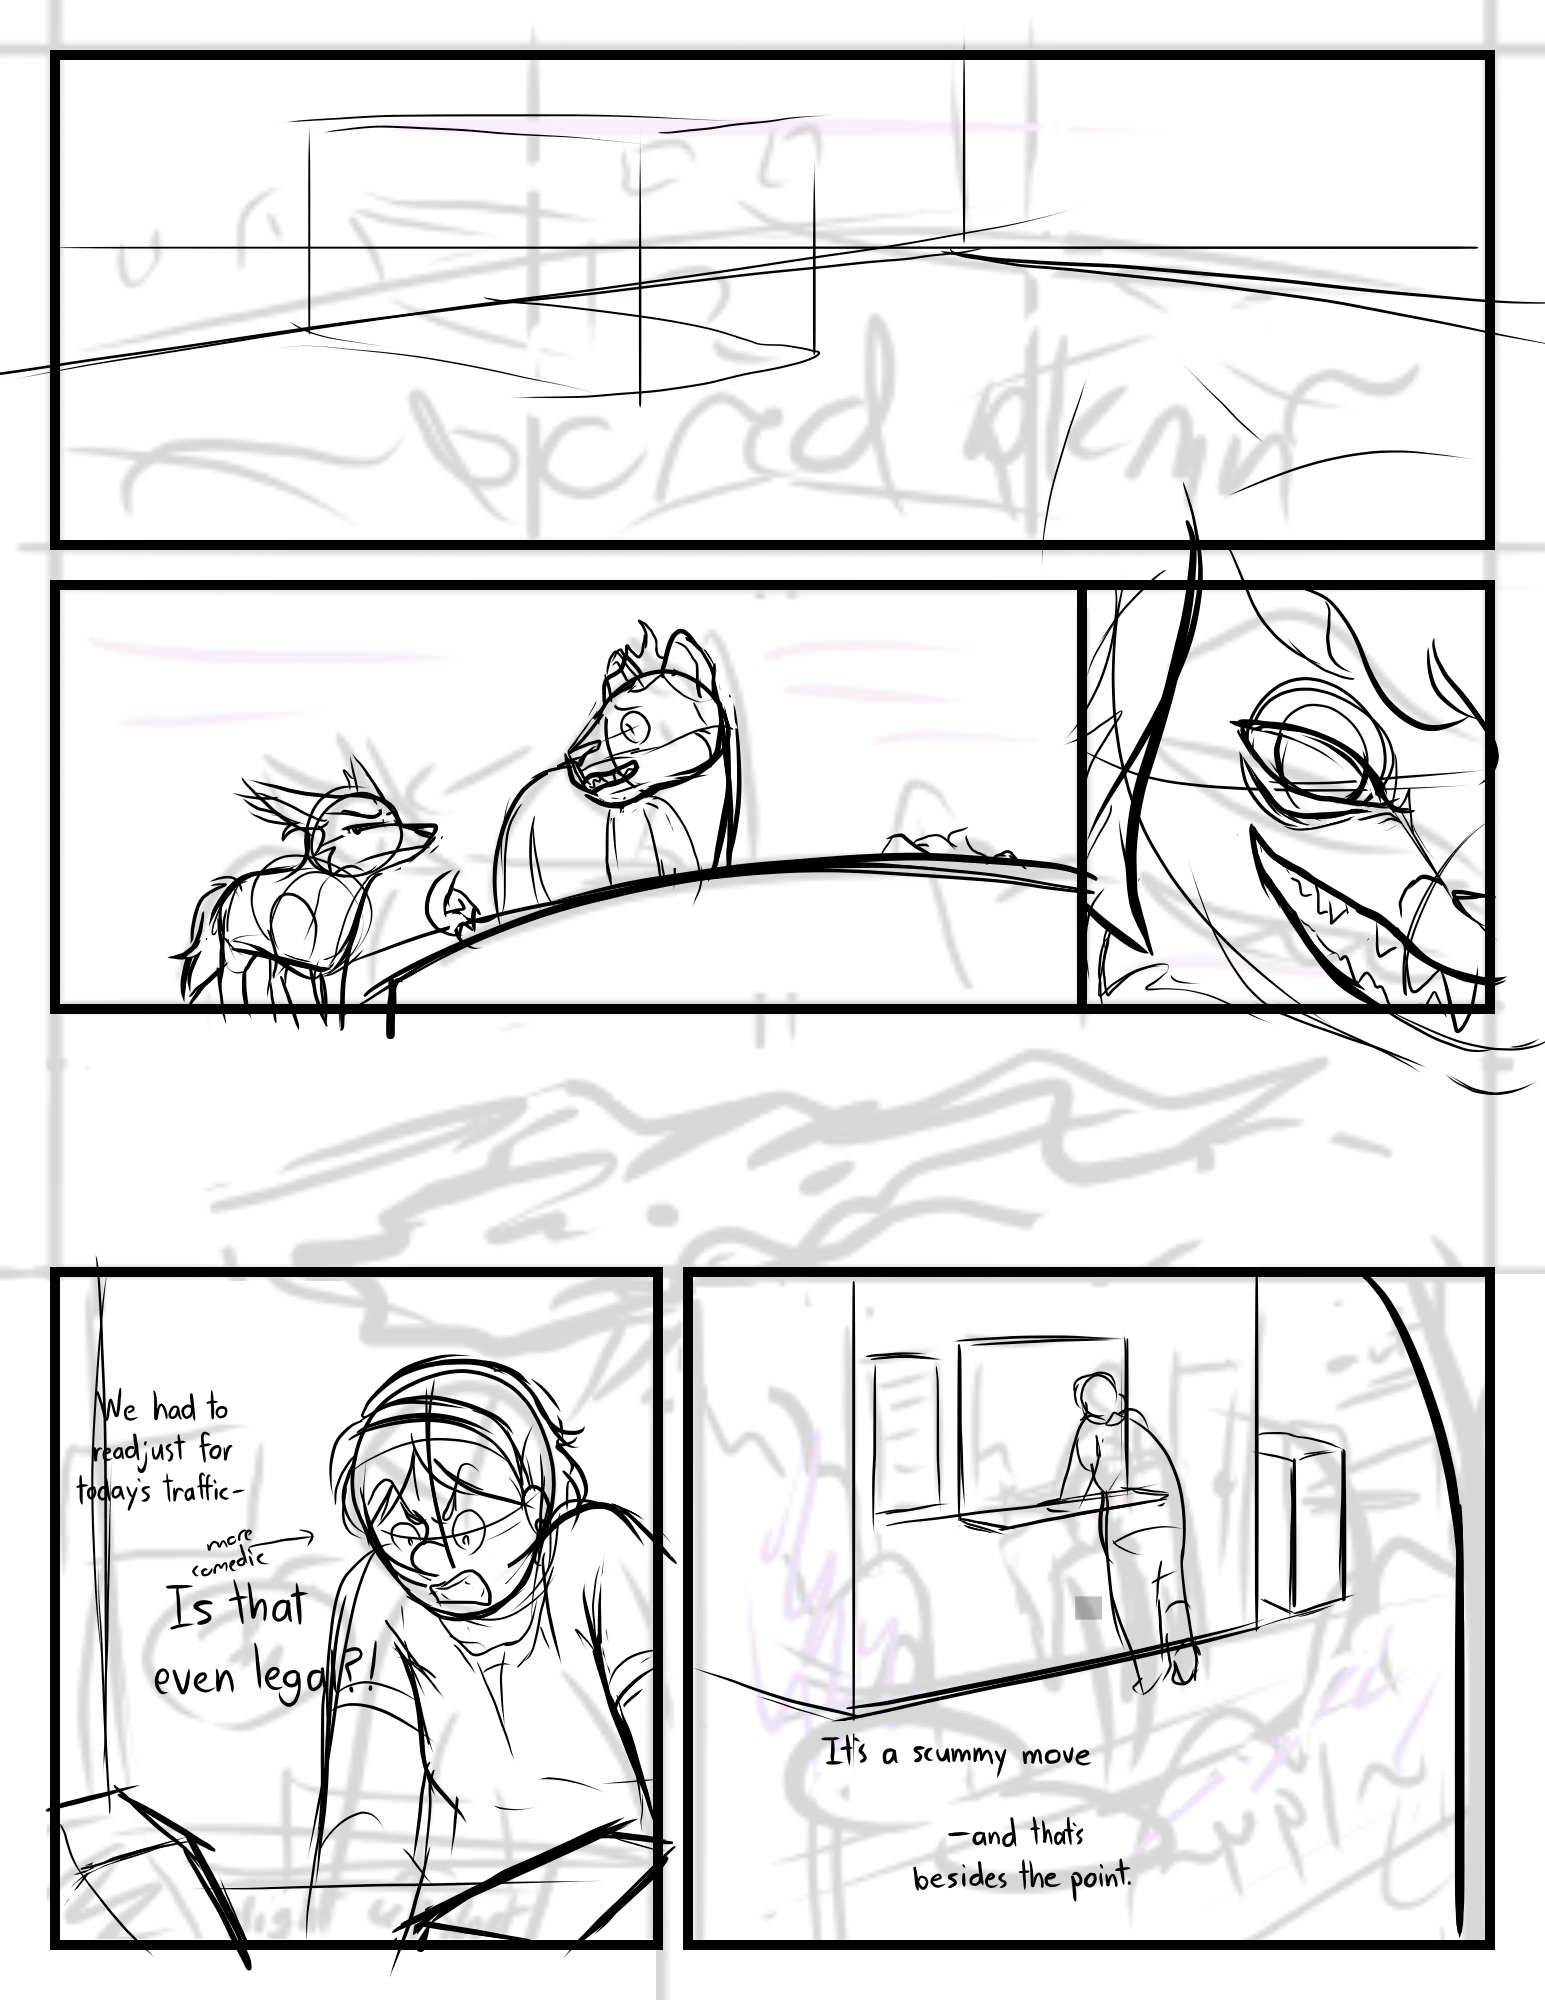 We had to
readjust for
today's traffic-
more
comedic
Is that
even legal?!
It's a scummy move
-and that's
besides the point.